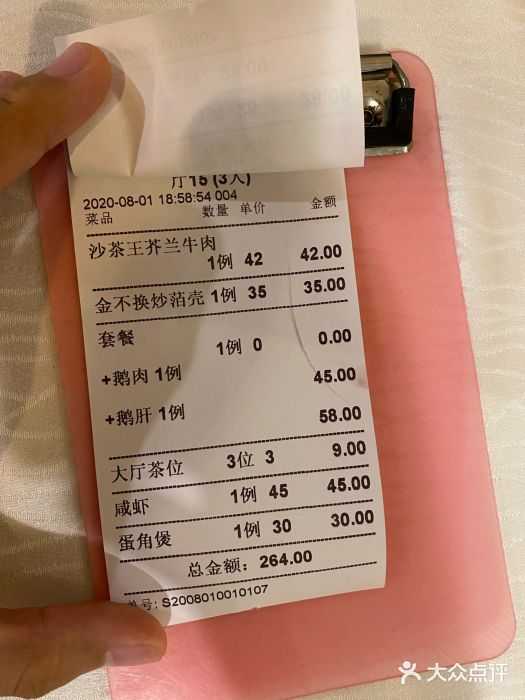 厅15 (3人)
2020-08-01 18:58:54 004
菜品 数量 单价 金额
沙茶王芥兰牛肉
1例 42 42.00
金不换炒萡壳 1例 35 35.00
套餐
1例 0 0.00
+鹅肉 1例 45.00
+鹅肝 1例 58.00
大厅茶位 3位 3 9.00
咸虾 1例 45 45.00
蛋角煲 1例 30 30.00
总金额: 264.00
单号: S2008010010107
大众点评